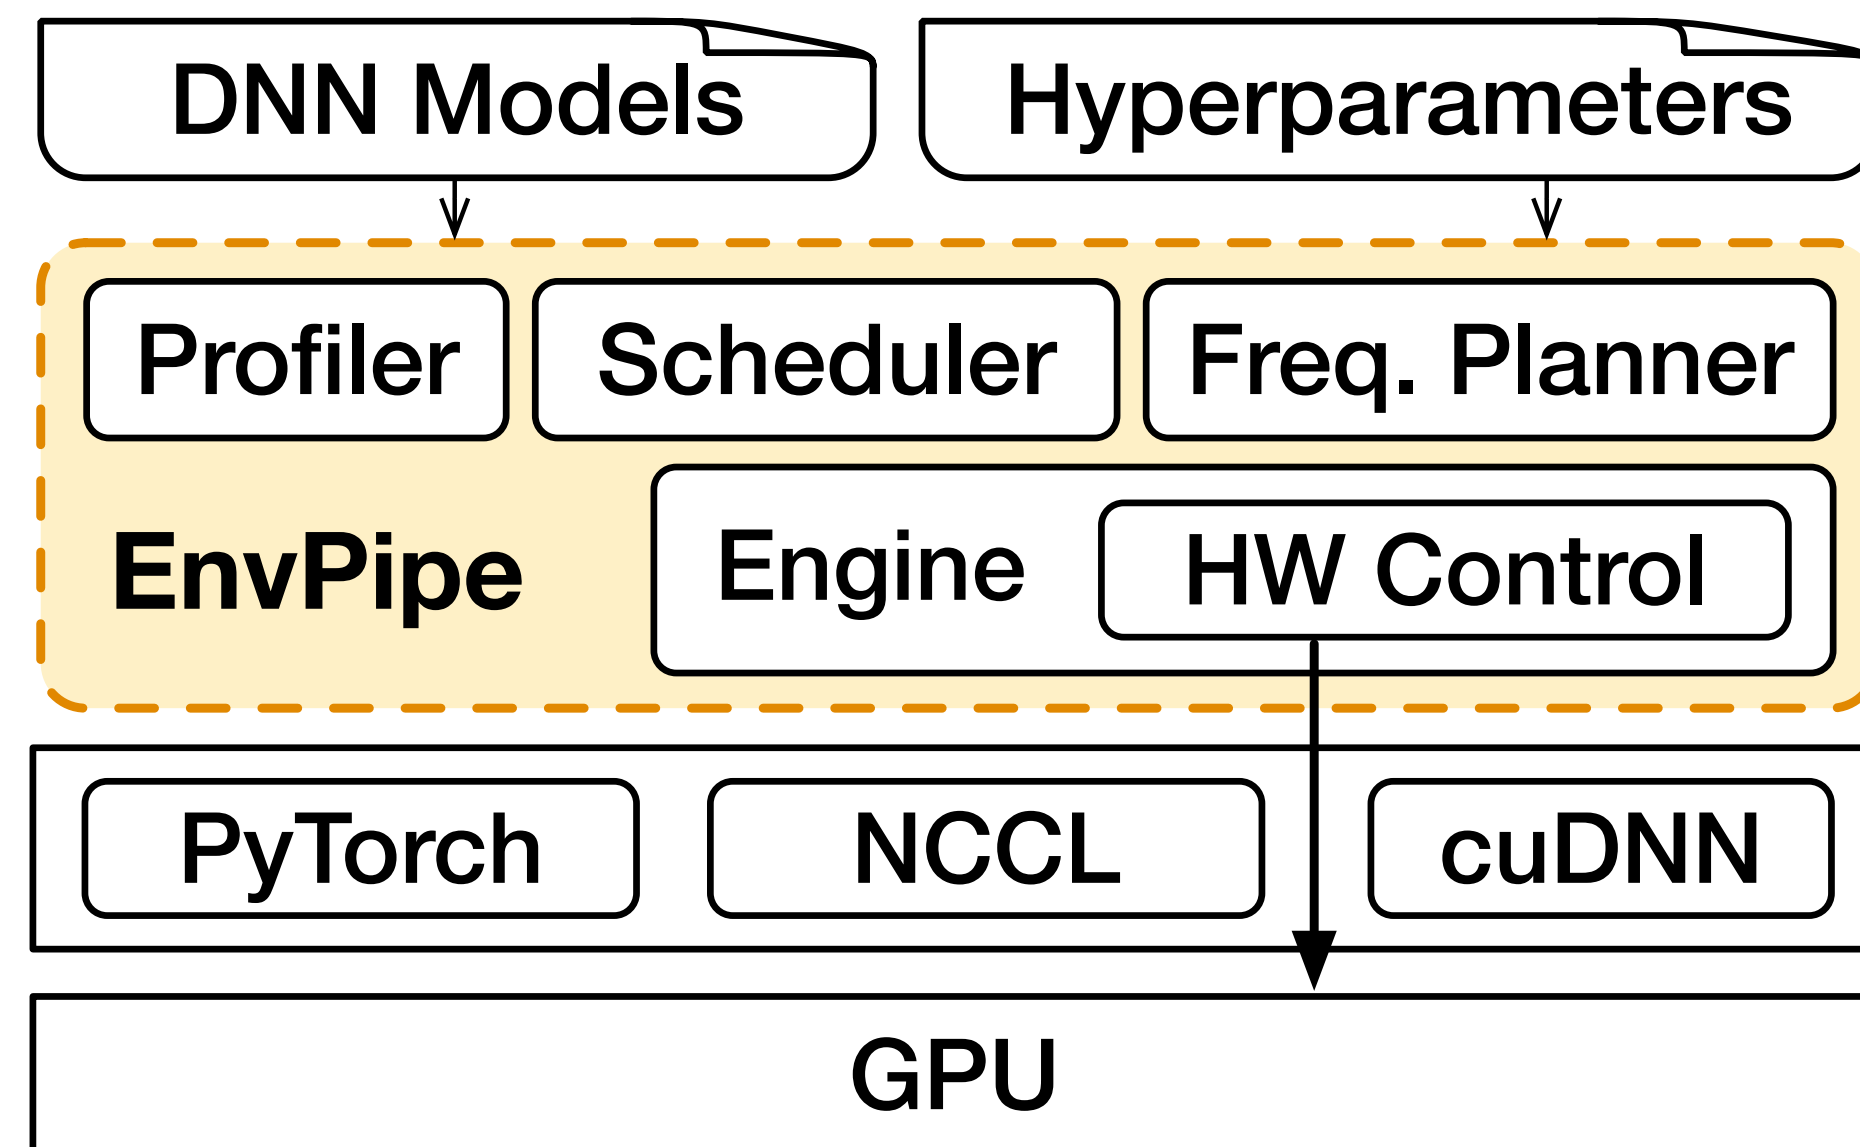 DNN Models
Hyperparameters
Profiler
Scheduler
Freq. Planner
EnvPipe
Engine
HW Control
PyTorch
NCCL
cuDNN
GPU